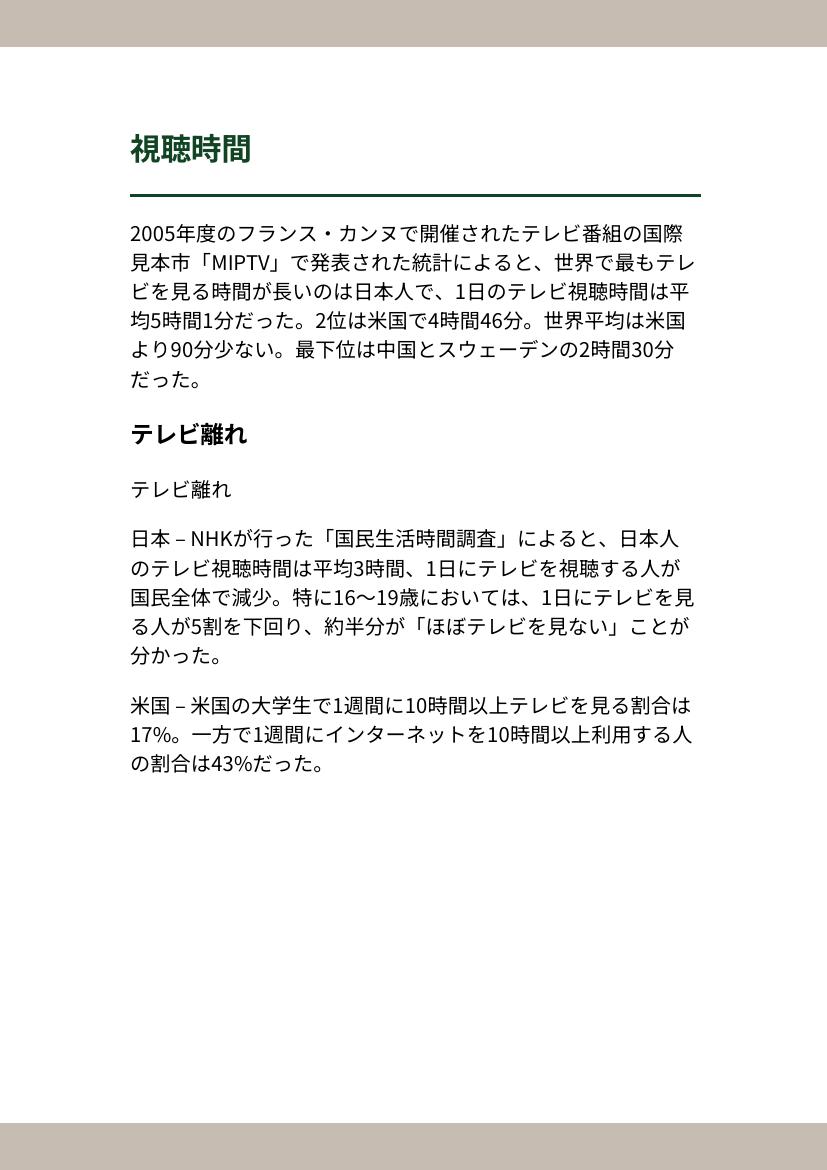 視聴時間
2005年度のフランス・カンヌで開催されたテレビ番組の国際
見本市「MIPTV」で発表された統計によると、世界で最もテレ
ビを見る時間が長いのは日本人で、1日のテレビ視聴時間は平
均5時間1分だった。2位は米国で4時間46分。世界平均は米国
より90分少ない。最下位は中国とスウェーデンの2時間30分
だった。
テレビ離れ
テレビ離れ
日本 – NHKが行った「国民生活時間調査」によると、日本人
のテレビ視聴時間は平均3時間、1日にテレビを視聴する人が
国民全体で減少。特に16〜19歳においては、1日にテレビを見
る人が5割を下回り、約半分が「ほぼテレビを見ない」ことが
分かった。
米国 – 米国の大学生で1週間に10時間以上テレビを見る割合は
17%。一方で1週間にインターネットを10時間以上利用する人
の割合は43%だった。